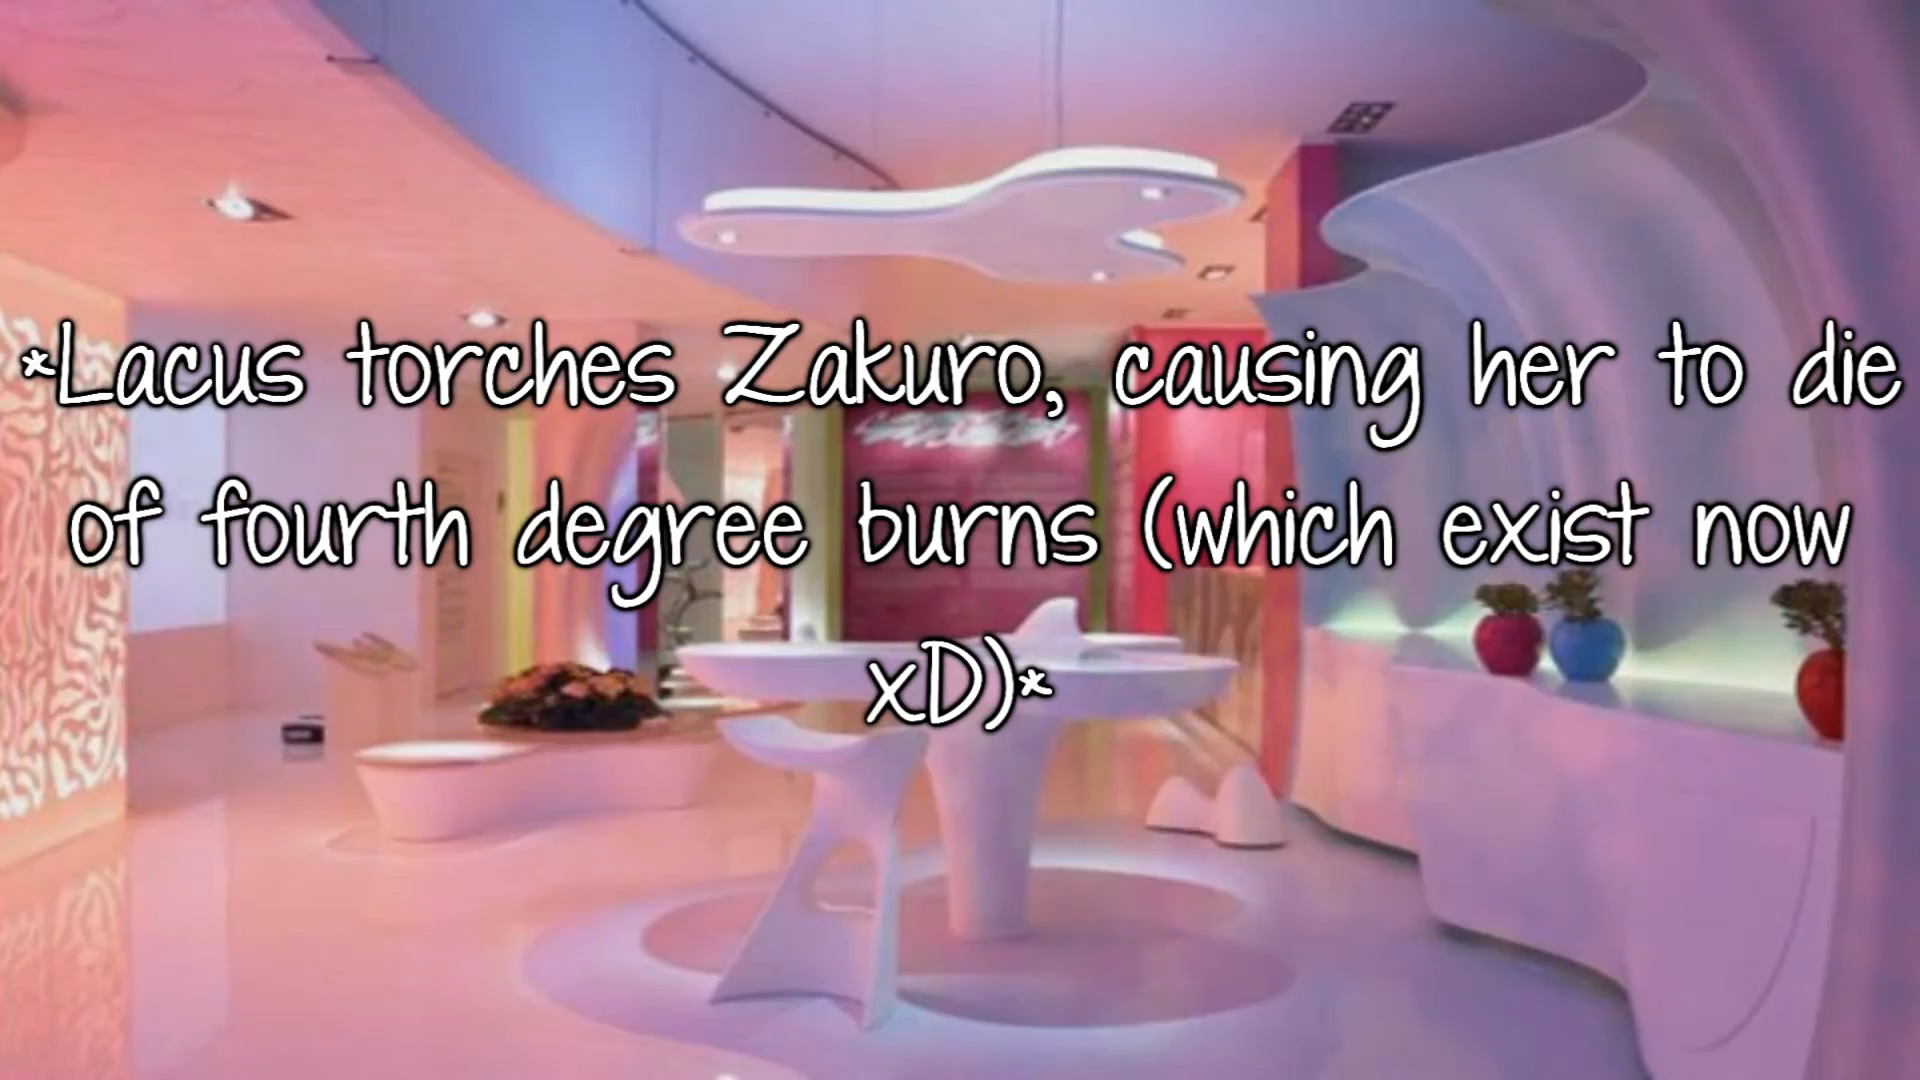 *Lacus torches Zakuro, causing her to die
of fourth degree burns (which exist now
xD)*